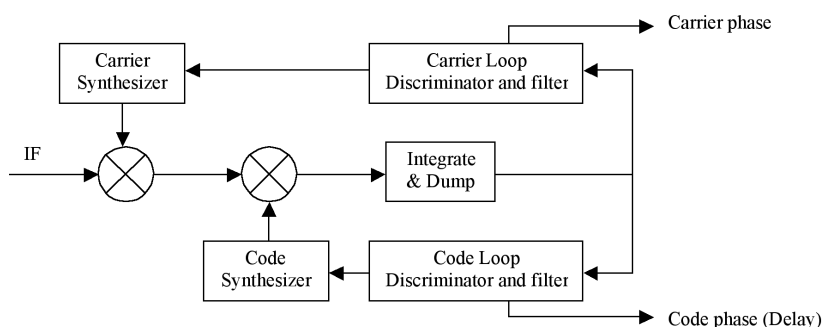 Carrier phase
Carrier
Synthesizer
Carrier Loop
Discriminator and filter
IF
Integrate
& Dump
Code
Synthesizer
Code Loop
Discriminator and filter
Code phase (Delay)